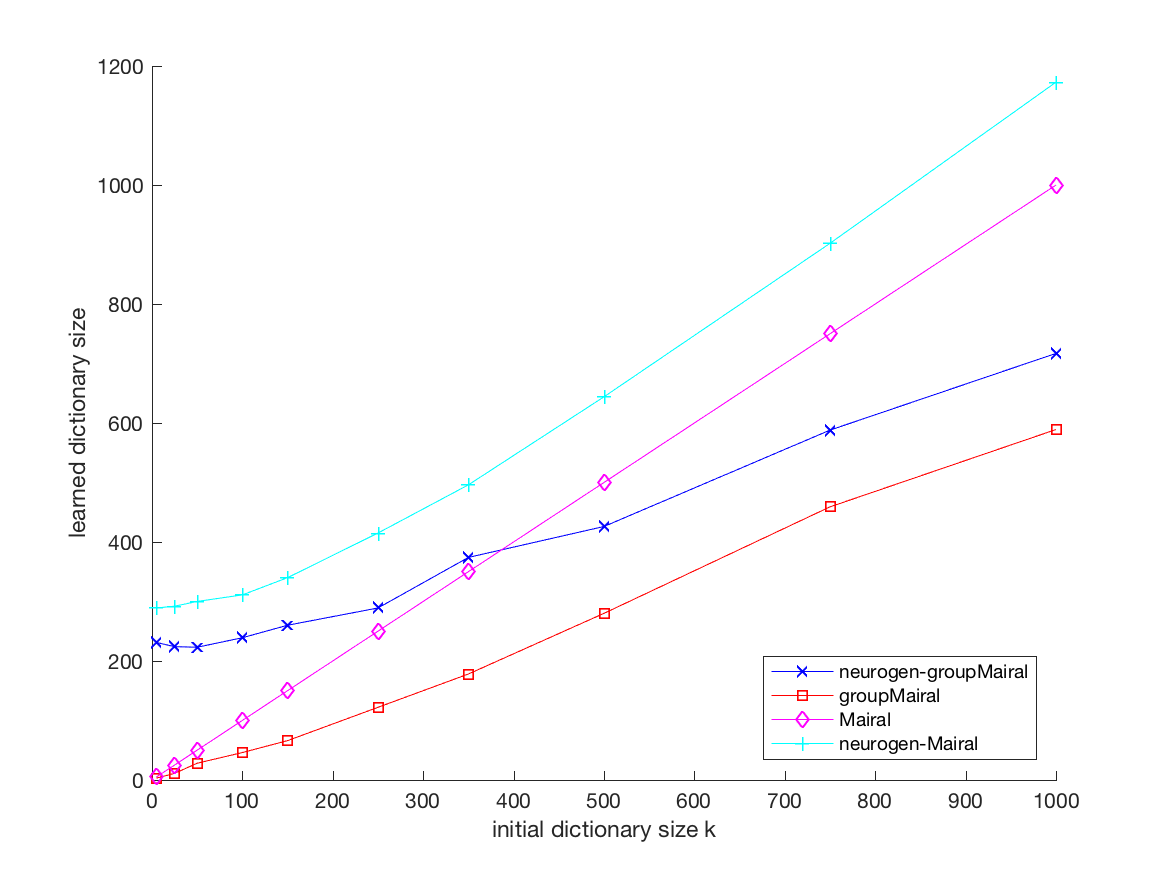 1200
1000
800
600
400
200
0
learned dictionary size
0 100 200 300 400 500 600 700 800 900 1000
initial dictionary size k
neurogen-groupMairal
groupMairal
Mairal
neurogen-Mairal